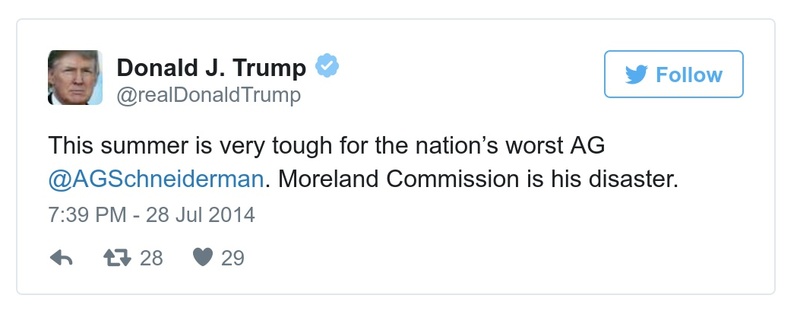 Donald J. Trump
@realDonaldTrump
Follow
This summer is very tough for the nation’s worst AG
@AGSchneiderman. Moreland Commission is his disaster.
7:39 PM - 28 Jul 2014
28 29